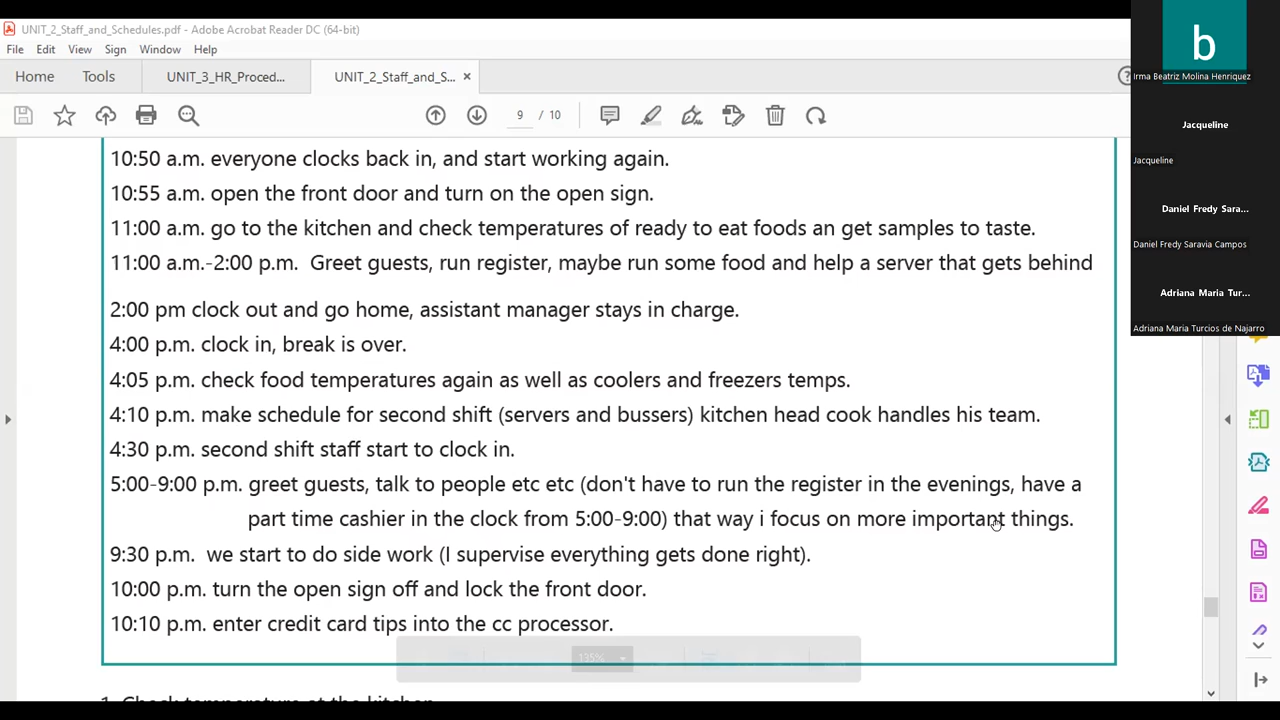 UNIT_2_Staff_and_Schedules.pdf - Adobe Acrobat Reader DC (64-bit)
File Edit View Sign Window Help
Home Tools UNIT_3_HR_Proced... UNIT_2_Staff_and_S... ×
9 / 10
10:50 a.m. everyone clocks back in, and start working again.
10:55 a.m. open the front door and turn on the open sign.
11:00 a.m. go to the kitchen and check temperatures of ready to eat foods an get samples to taste.
11:00 a.m.-2:00 p.m. Greet guests, run register, maybe run some food and help a server that gets behind
2:00 pm clock out and go home, assistant manager stays in charge.
4:00 p.m. clock in, break is over.
4:05 p.m. check food temperatures again as well as coolers and freezers temps.
4:10 p.m. make schedule for second shift (servers and bussers) kitchen head cook handles his team.
4:30 p.m. second shift staff start to clock in.
5:00-9:00 p.m. greet guests, talk to people etc etc (don't have to run the register in the evenings, have a
part time cashier in the clock from 5:00-9:00) that way i focus on more important things.
9:30 p.m. we start to do side work (I supervise everything gets done right).
10:00 p.m. turn the open sign off and lock the front door.
10:10 p.m. enter credit card tips into the cc processor.
135%
1. Check temperature at the kitchen
b
Irma Beatriz Molina Henriquez
Jacqueline
Jacqueline
Daniel Fredy Sara...
Daniel Fredy Saravia Campos
Adriana Maria Tur...
Adriana Maria Turcios de Najarro